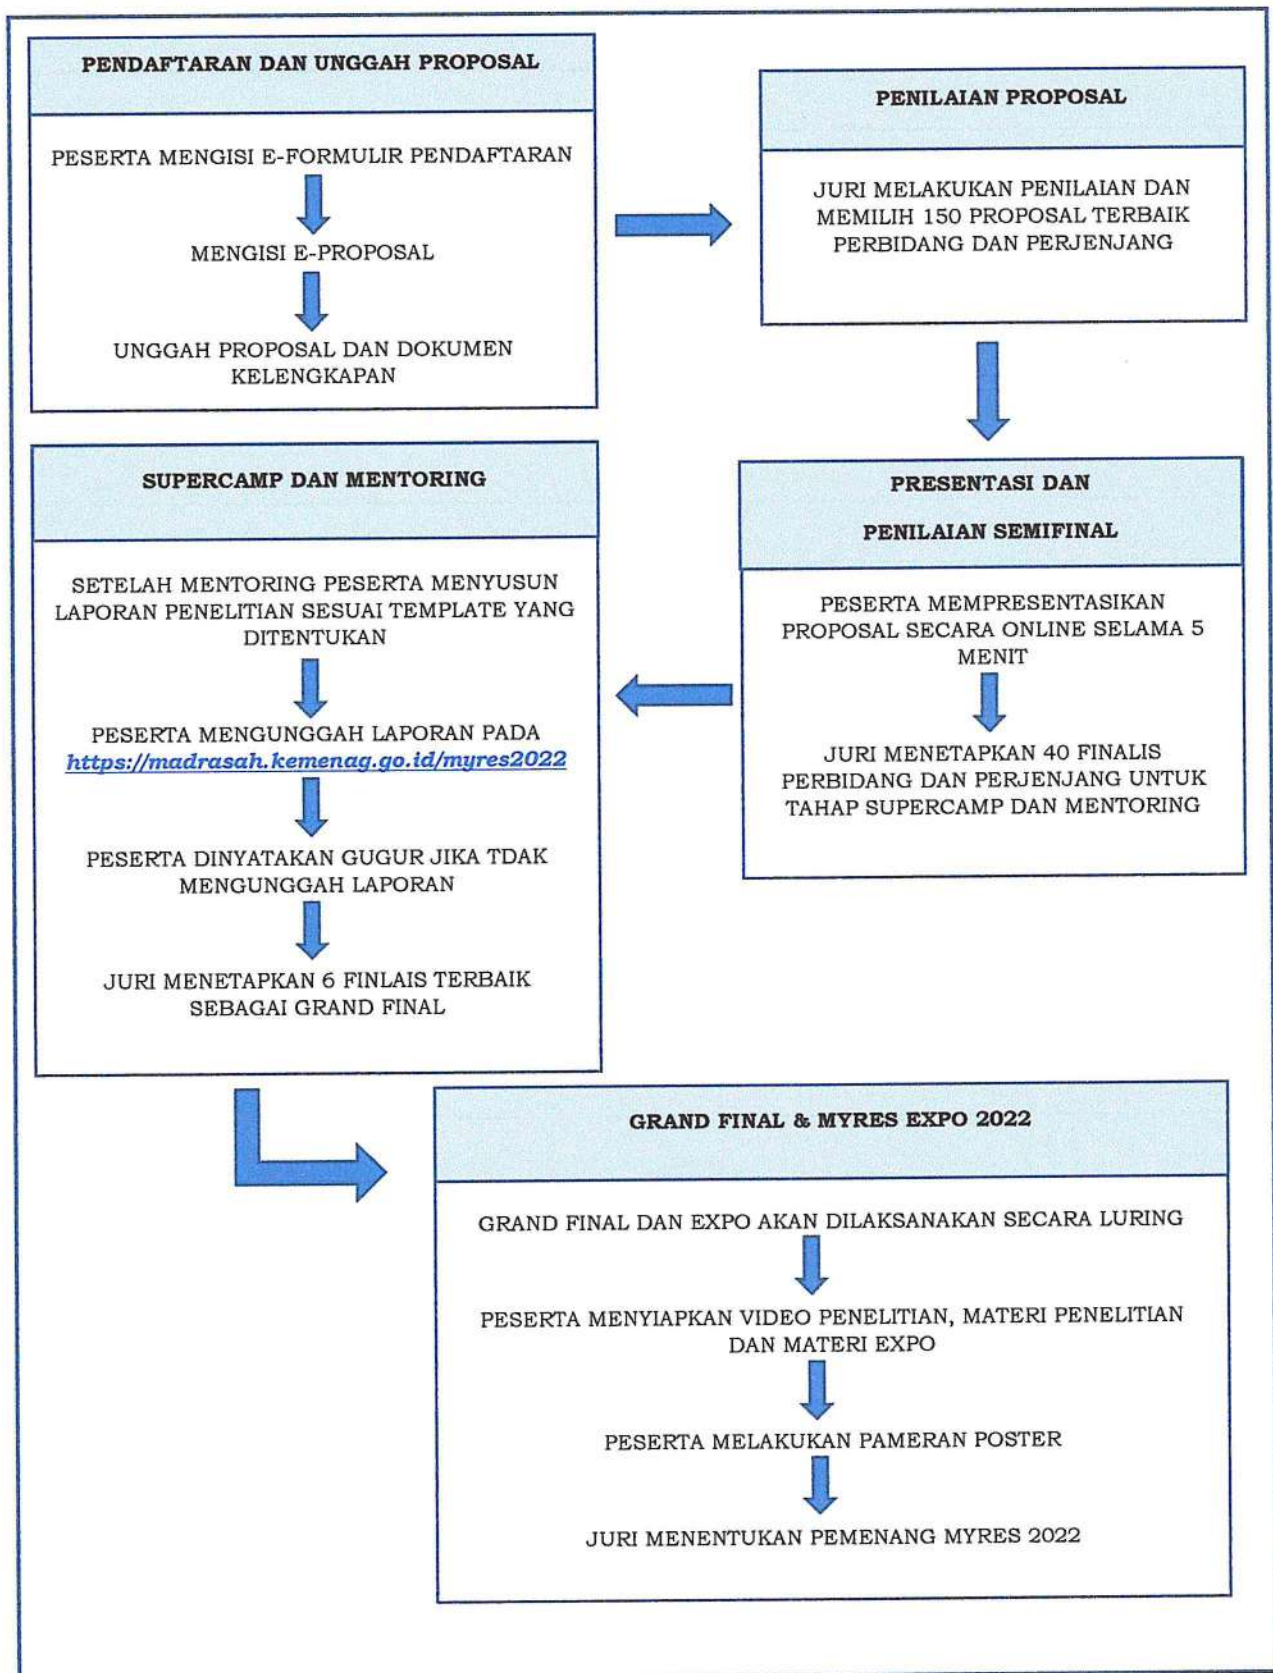 PENDAFTARAN DAN UNGGAH PROPOSAL
PESERTA MENGISI E-FORMULIR PENDAFTARAN
MENGISI E-PROPOSAL
UNGGAH PROPOSAL DAN DOKUMEN
KELENGKAPAN
PENILAIAN PROPOSAL
JURI MELAKUKAN PENILAIAN DAN
MEMILIH 150 PROPOSAL TERBAIK
PERBIDANG DAN PERJENJANG
PRESENTASI DAN
PENILAIAN SEMIFINAL
PESERTA MEMPRESENTASIKAN
PROPOSAL SECARA ONLINE SELAMA 5
MENIT
JURI MENETAPKAN 40 FINALIS
PERBIDANG DAN PERJENJANG UNTUK
TAHAP SUPERCAMP DAN MENTORING
SUPERCAMP DAN MENTORING
SETELAH MENTORING PESERTA MENYUSUN
LAPORAN PENELITIAN SESUAI TEMPLATE YANG
DITENTUKAN
PESERTA MENGUNGGAH LAPORAN PADA
https://madrasah.kemenag.go.id/myres2022
PESERTA DINYATAKAN GUGUR JIKA TDAK
MENGUNGGAH LAPORAN
JURI MENETAPKAN 6 FINLAIS TERBAIK
SEBAGAI GRAND FINAL
GRAND FINAL & MYRES EXPO 2022
GRAND FINAL DAN EXPO AKAN DILAKSANAKAN SECARA LURING
PESERTA MENYIAPKAN VIDEO PENELITIAN, MATERI PENELITIAN
DAN MATERI EXPO
PESERTA MELAKUKAN PAMERAN POSTER
JURI MENENTUKAN PEMENANG MYRES 2022